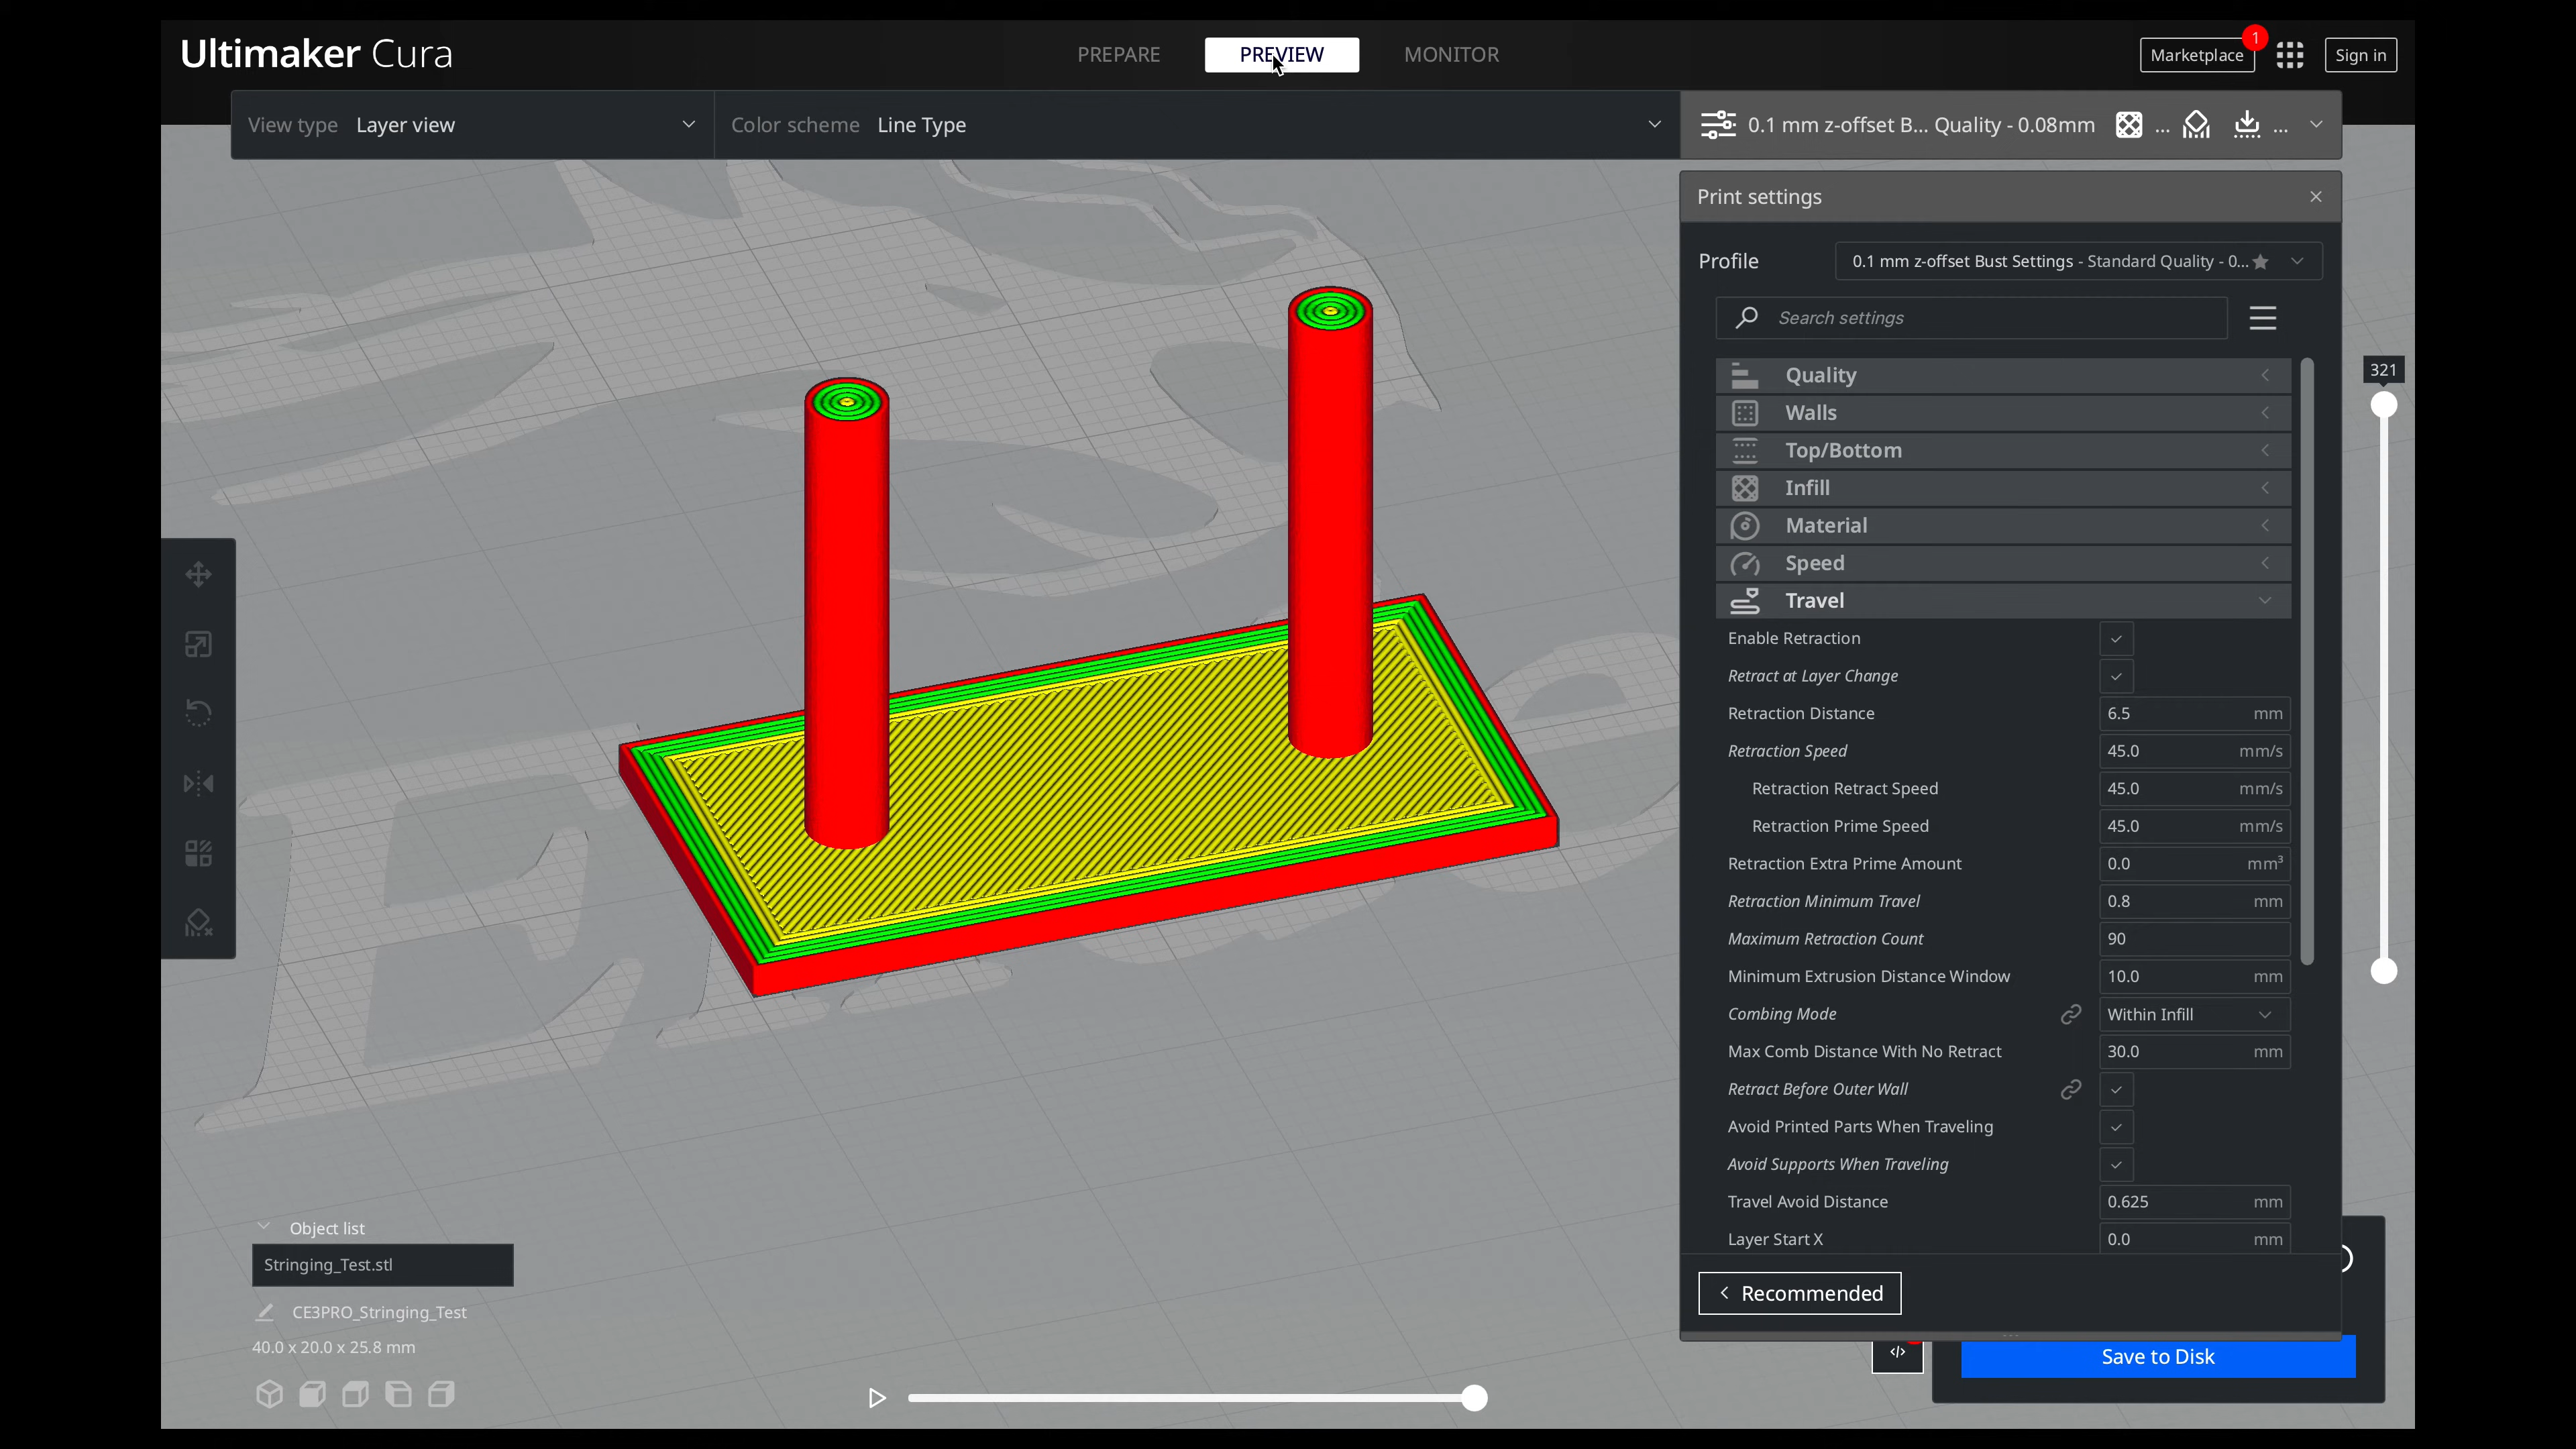 Ultimaker Cura
PREPARE
PREVIEW
MONITOR
Marketplace
1
Sign in
View type Layer view
Color scheme Line Type
0.1 mm z-offset B... Quality - 0.08mm
...
...
Print settings
Profile
0.1 mm z-offset Bust Settings - Standard Quality - 0...
Search settings
Quality
Walls
Top/Bottom
Infill
Material
Speed
Travel
Enable Retraction
Retract at Layer Change
Retraction Distance 6.5 mm
Retraction Speed 45.0 mm/s
Retraction Retract Speed 45.0 mm/s
Retraction Prime Speed 45.0 mm/s
Retraction Extra Prime Amount 0.0 mm³
Retraction Minimum Travel 0.8 mm
Maximum Retraction Count 90
Minimum Extrusion Distance Window 10.0 mm
Combing Mode Within Infill
Max Comb Distance With No Retract 30.0 mm
Retract Before Outer Wall
Avoid Printed Parts When Traveling
Avoid Supports When Traveling
Travel Avoid Distance 0.625 mm
Layer Start X 0.0 mm
Recommended
321
Object list
Stringing_Test.stl
CE3PRO_Stringing_Test
40.0 x 20.0 x 25.8 mm
Save to Disk